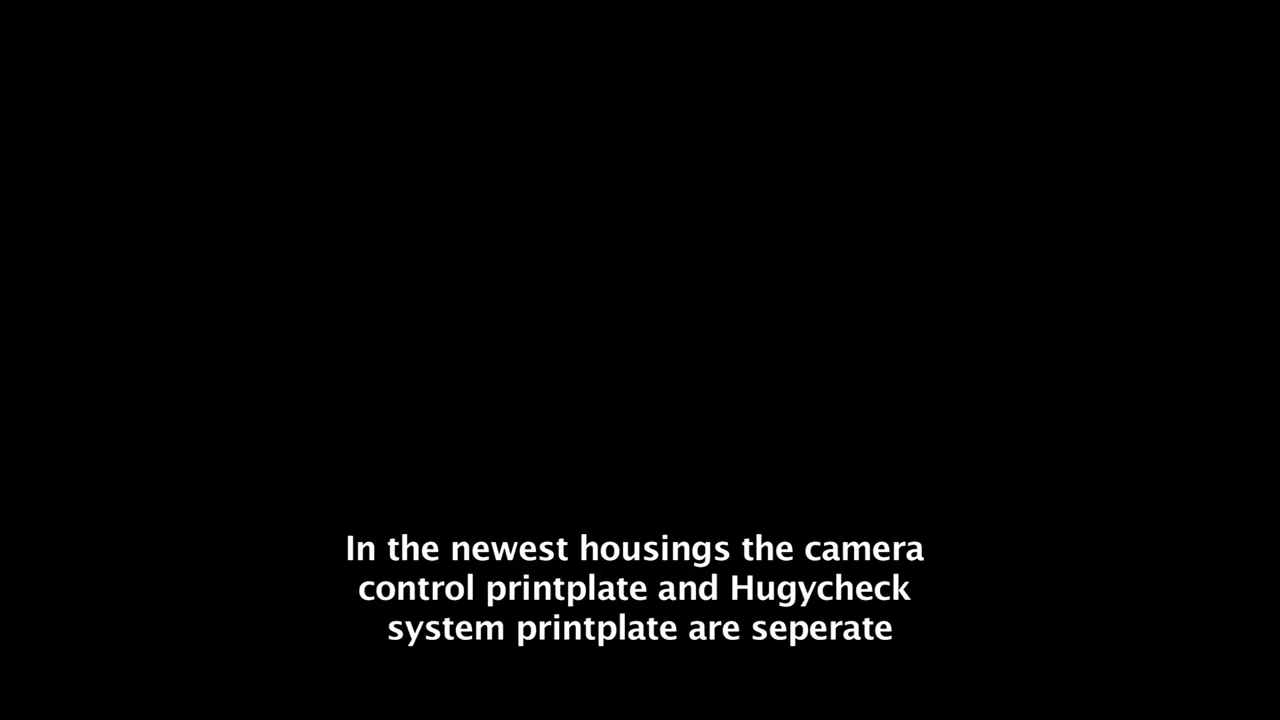 In the newest housings the camera
control printplate and Hugycheck
system printplate are seperate